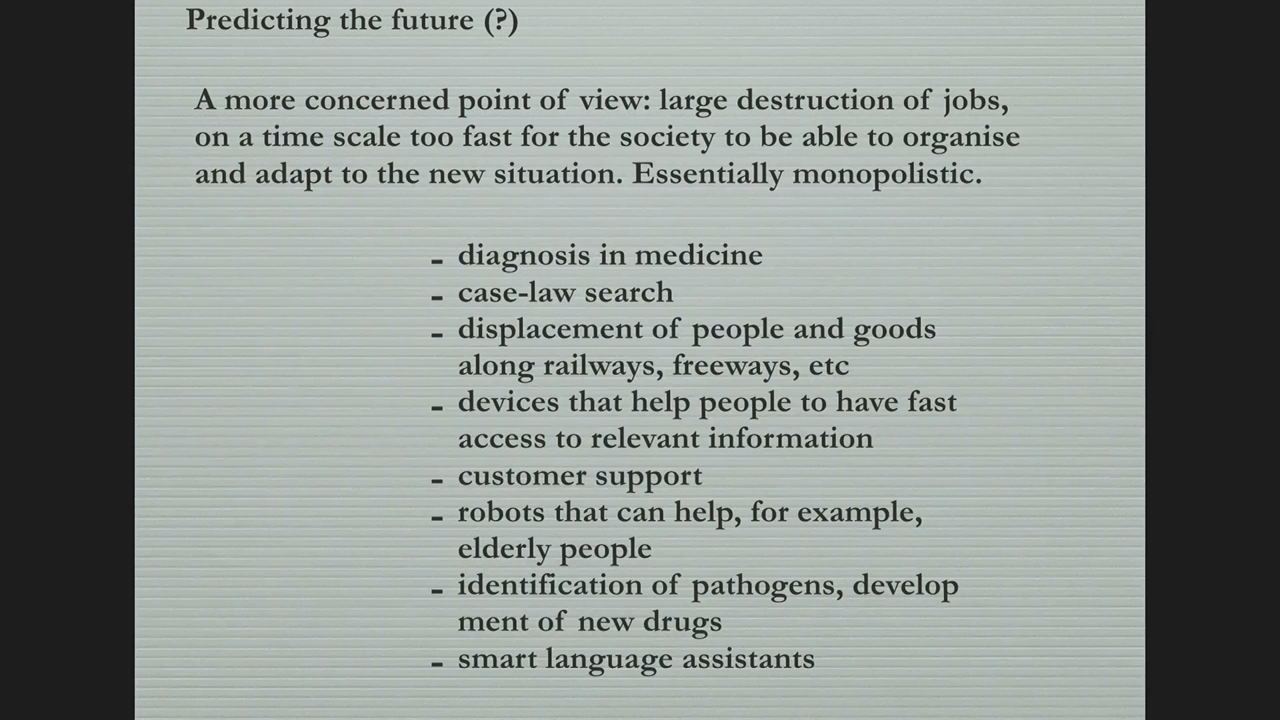 Predicting the future (?)
A more concerned point of view: large destruction of jobs,
on a time scale too fast for the society to be able to organise
and adapt to the new situation. Essentially monopolistic.
- diagnosis in medicine
- case-law search
- displacement of people and goods
along railways, freeways, etc
- devices that help people to have fast
access to relevant information
- customer support
- robots that can help, for example,
elderly people
- identification of pathogens, develop
ment of new drugs
- smart language assistants